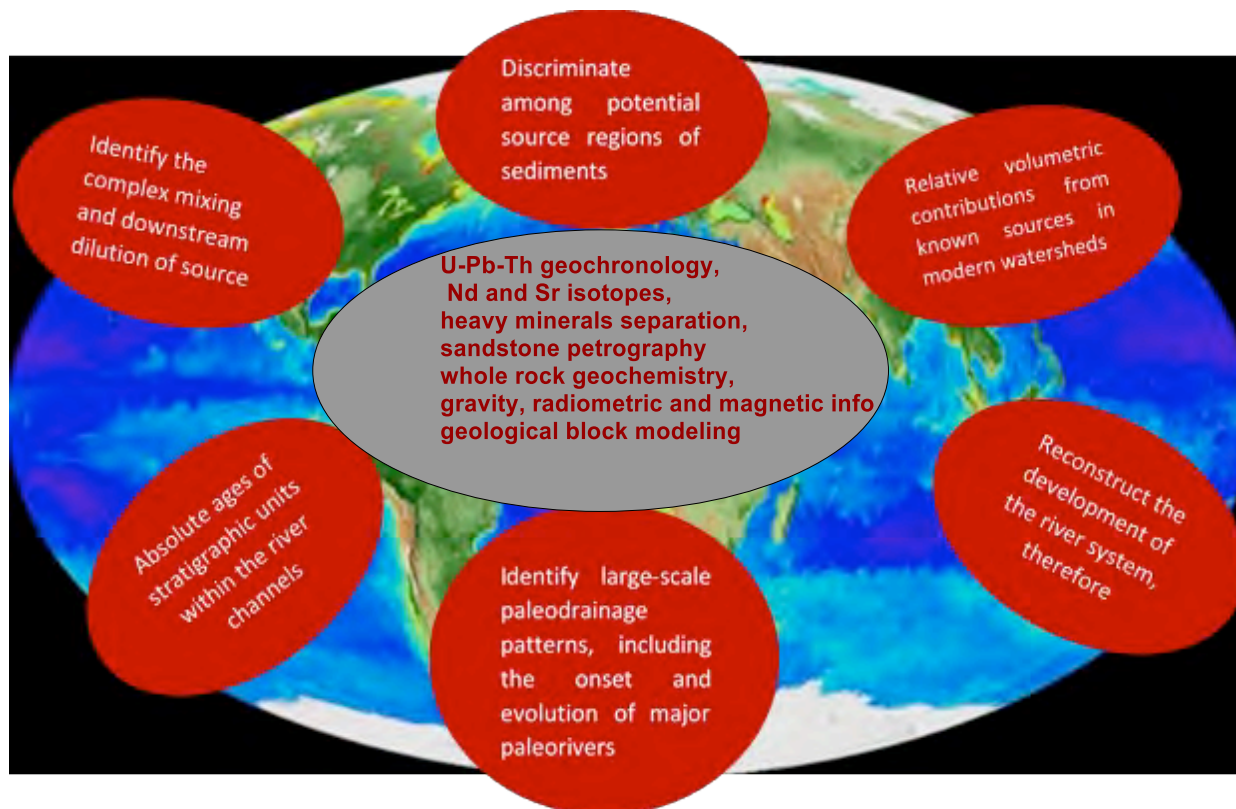 Discriminate
among potential
source regions of
sediments
Identify the
complex mixing
and downstream
dilution of source
Relative volumetric
contributions from
known sources in
modern watersheds
U-Pb-Th geochronology,
Nd and Sr isotopes,
heavy minerals separation,
sandstone petrography
whole rock geochemistry,
gravity, radiometric and magnetic info
geological block modeling
Absolute ages of
stratigraphic units
within the river
channels
Identify large-scale
paleodrainage
patterns, including
the onset and
evolution of major
paleorivers
Reconstruct the
development of
the river system,
therefore